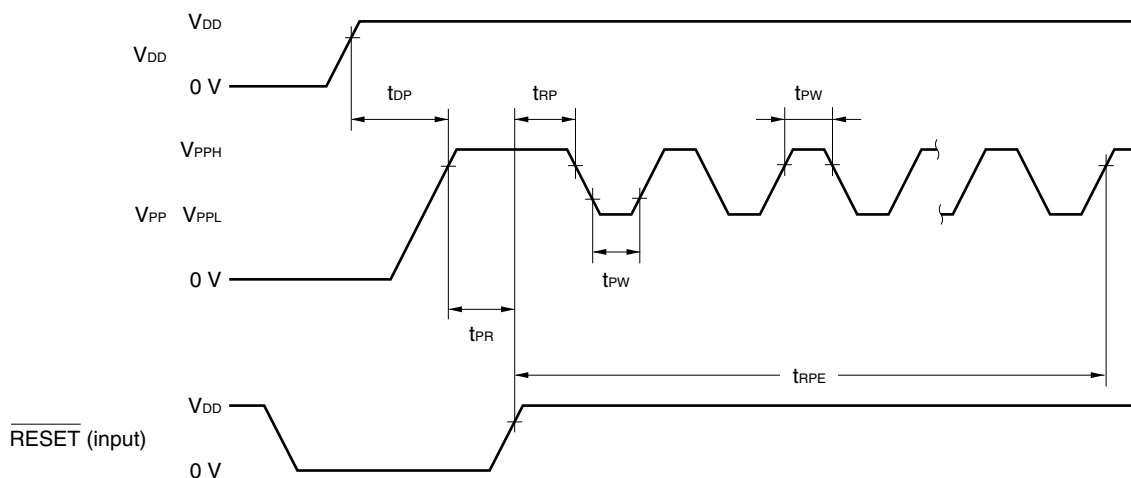 VDD
VDD
0 V
tDP
tRP
tPW
VPPH
VPP VPPL
tPW
0 V
tPR
tRPE
VDD
RESET (input)
0 V